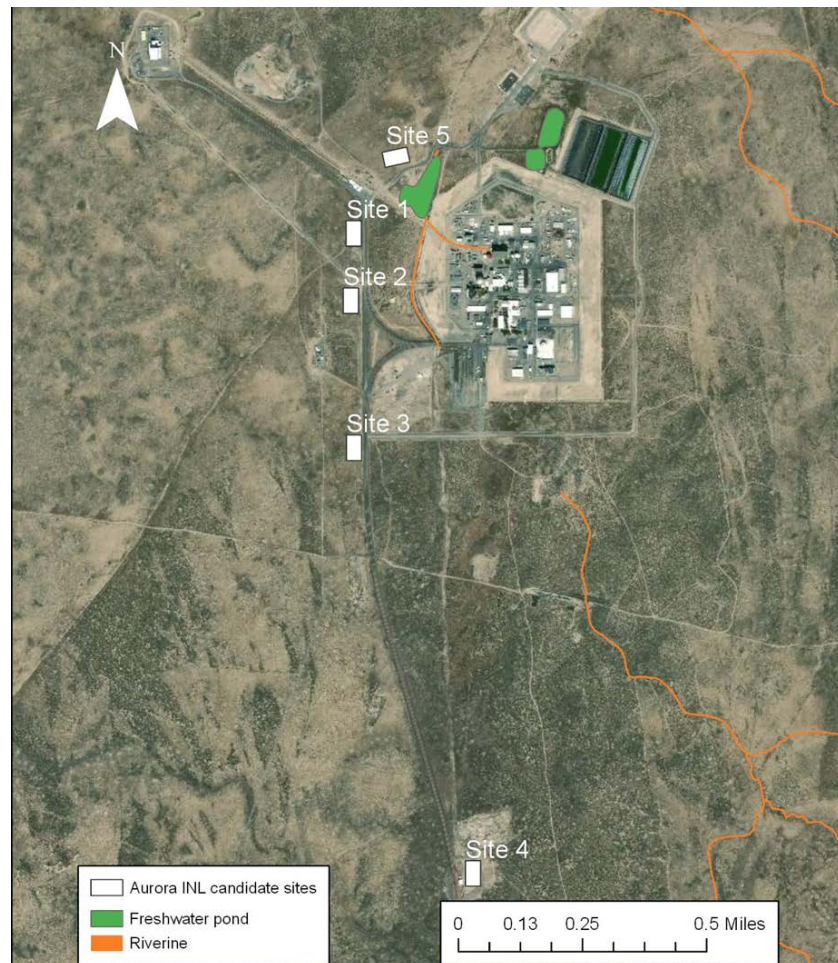 N
Site 5
Site 1
Site 2
Site 3
Site 4
Aurora INL candidate sites
Freshwater pond
Riverine
0 0.13 0.25 0.5 Miles